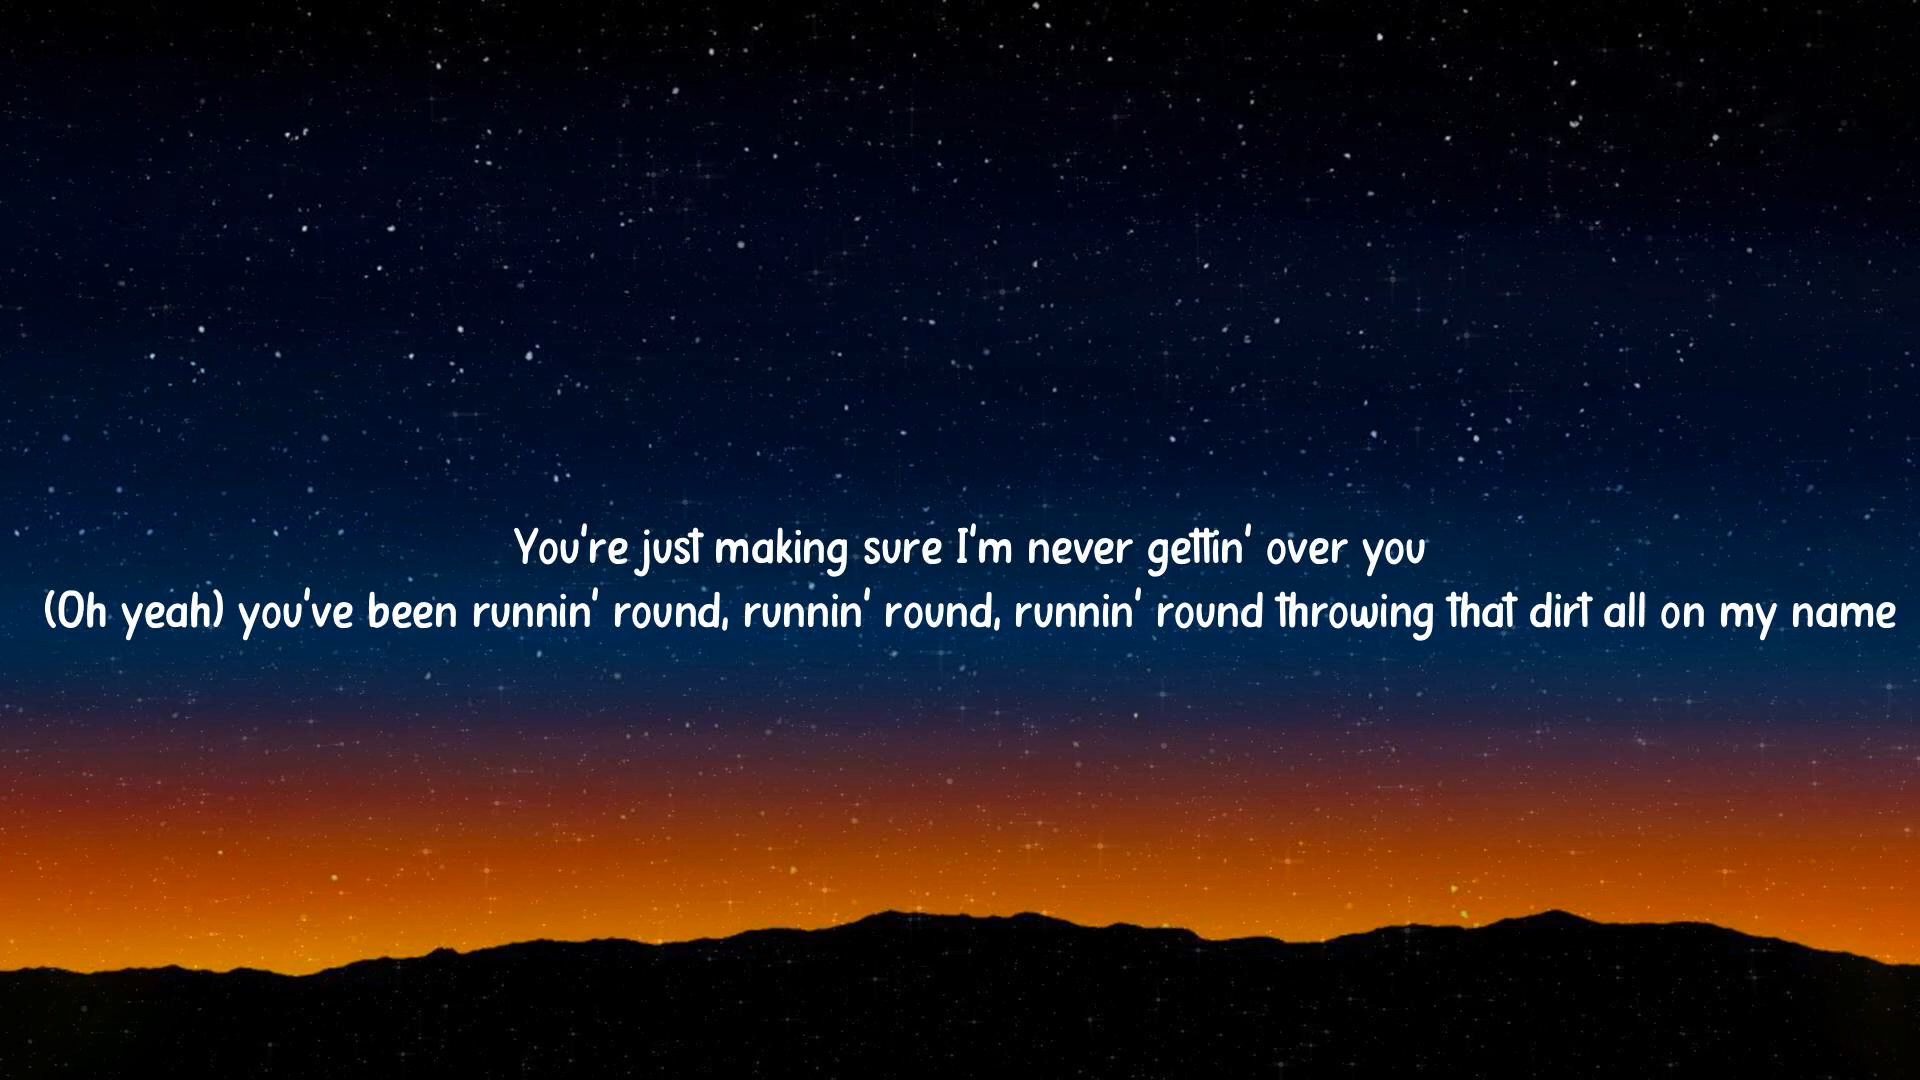 You're just making sure I'm never gettin' over you
(Oh yeah) you've been runnin' round, runnin' round, runnin' round throwing that dirt all on my name